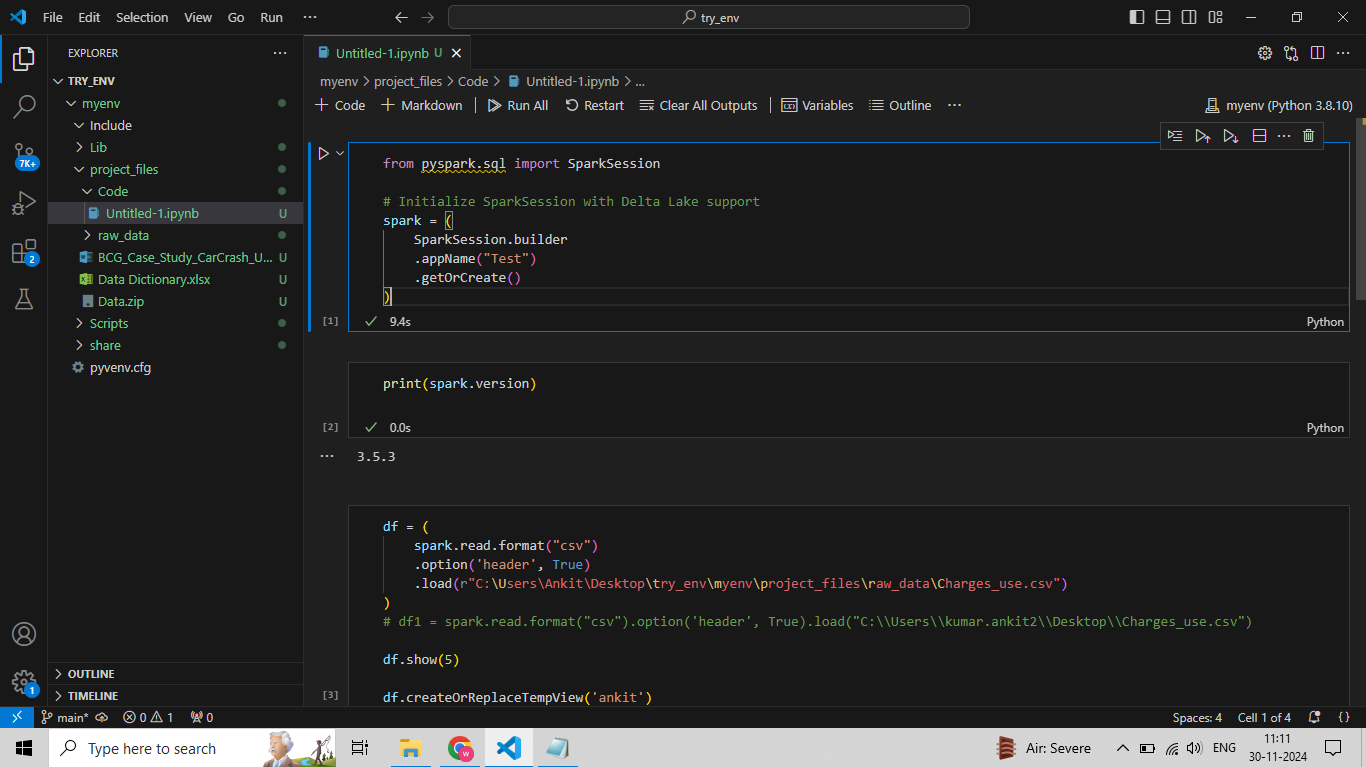 File Edit Selection View Go Run ···
try_env
EXPLORER ···
TRY_ENV
myenv
Include
Lib
project_files
Code
Untitled-1.ipynb U
raw_data
BCG_Case_Study_CarCrash_U... U
Data Dictionary.xlsx U
Data.zip U
Scripts
share
pyvenv.cfg
OUTLINE
TIMELINE
7K+
2
1
Untitled-1.ipynb U
myenv > project_files > Code > Untitled-1.ipynb > ...
+ Code + Markdown Run All Restart Clear All Outputs Variables Outline ··· myenv (Python 3.8.10)
from pyspark.sql import SparkSession
# Initialize SparkSession with Delta Lake support
spark = (
SparkSession.builder
.appName("Test")
.getOrCreate()
)
[1] 9.4s Python
print(spark.version)
[2] 0.0s Python
··· 3.5.3
df = (
spark.read.format("csv")
.option('header', True)
.load(r"C:\Users\Ankit\Desktop\try_env\myenv\project_files\raw_data\Charges_use.csv")
)
# df1 = spark.read.format("csv").option('header', True).load("C:\\Users\\kumar.ankit2\\Desktop\\Charges_use.csv")
df.show(5)
df.createOrReplaceTempView('ankit')
[3]
main* 0 1 0 Spaces: 4 Cell 1 of 4 {}
Type here to search
Air: Severe
ENG
11:11
30-11-2024